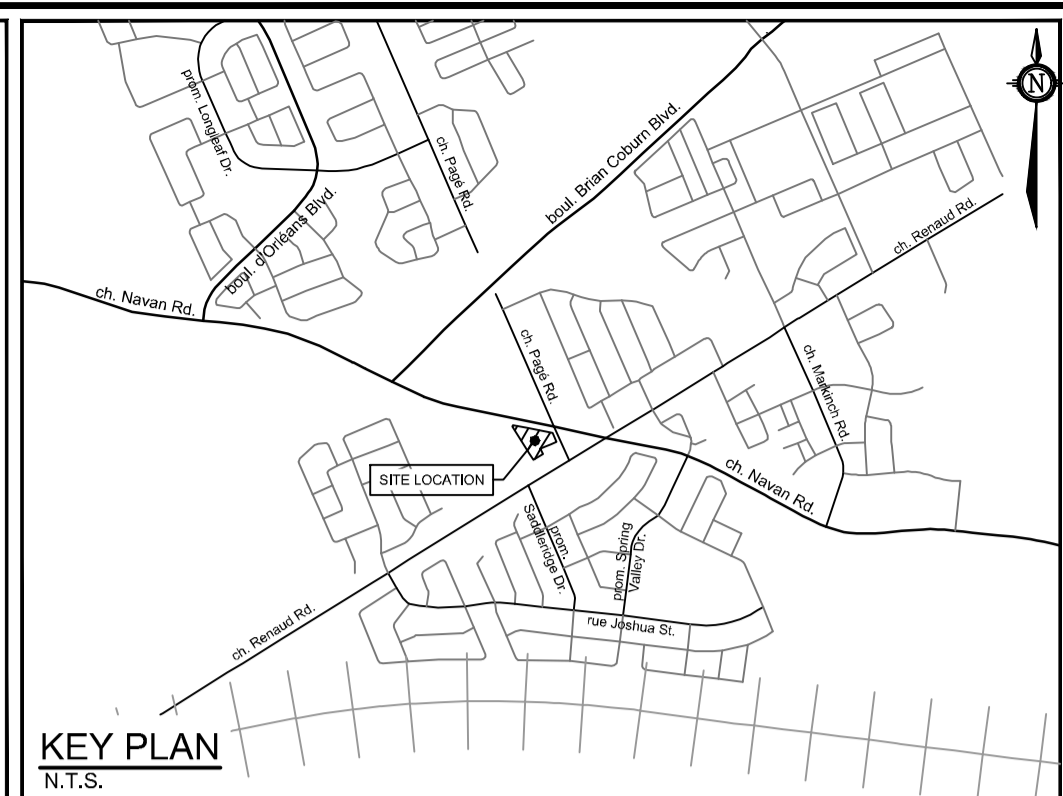 N
prom. Longleaf Dr.
ch. Pagé Rd.
boul. Brian Coburn Blvd.
boul. d'Orléans Blvd.
ch. Renaud Rd.
ch. Navan Rd.
ch. Pagé Rd.
ch. Markinch Rd.
SITE LOCATION
ch. Navan Rd.
prom.
Saddleridge Dr.
prom. Spring
Valley Dr.
rue Joshua St.
ch. Renaud Rd.
KEY PLAN
N.T.S.